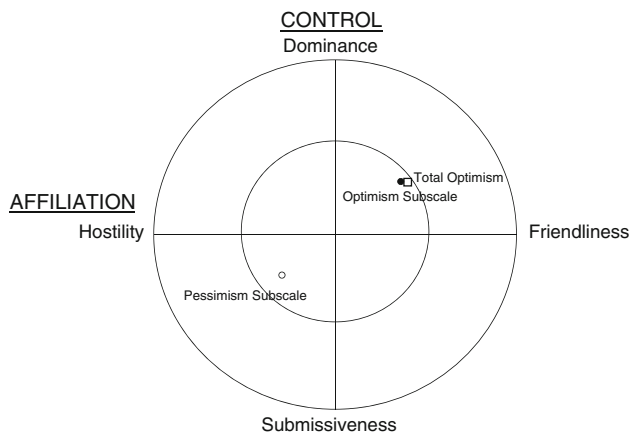 CONTROL
Dominance
Total Optimism
Optimism Subscale
AFFILIATION
Hostility
Friendliness
Pessimism Subscale
Submissiveness